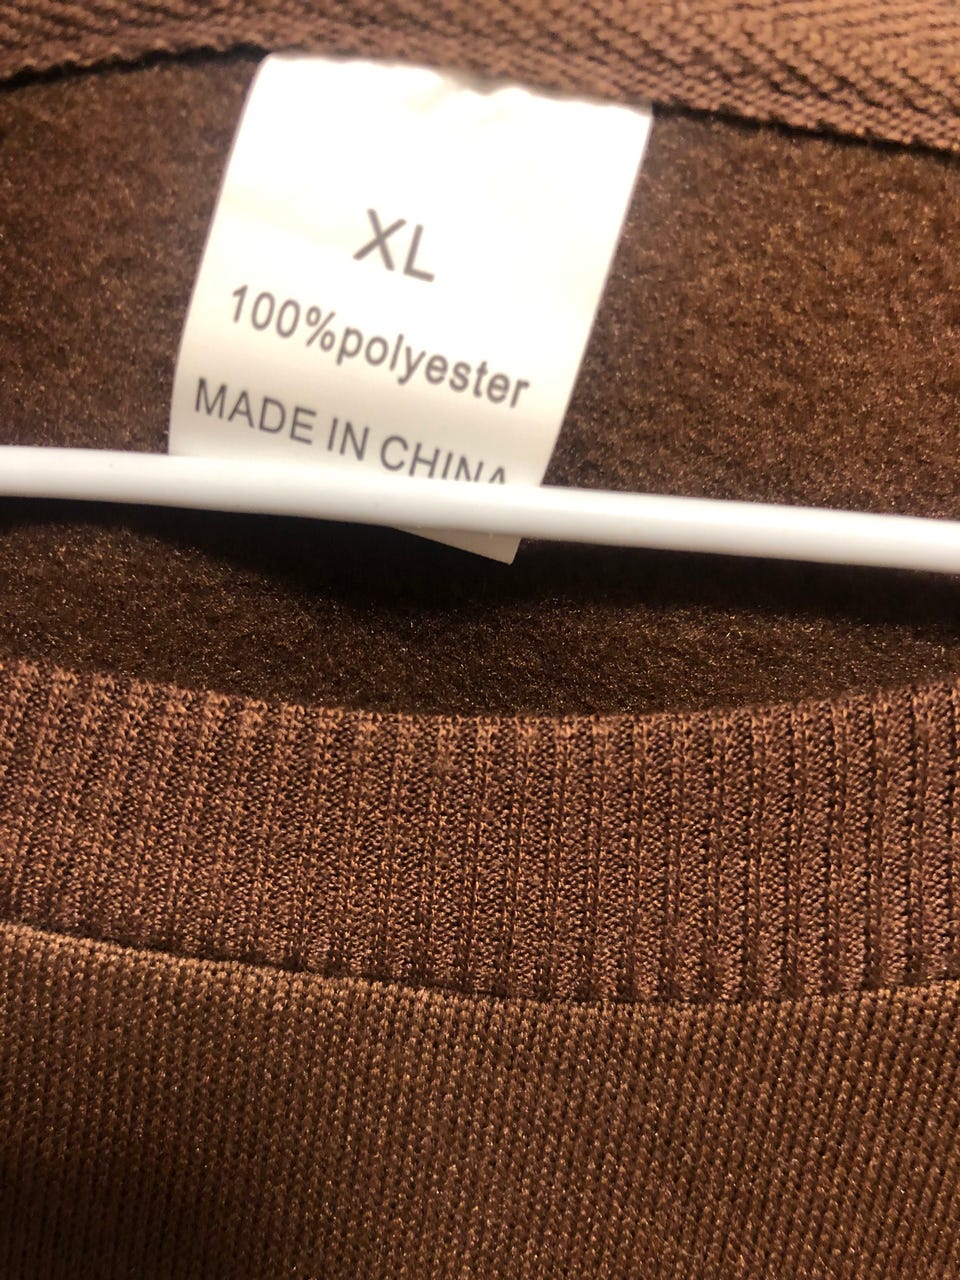 XL
100%polyester
MADE IN CHINA